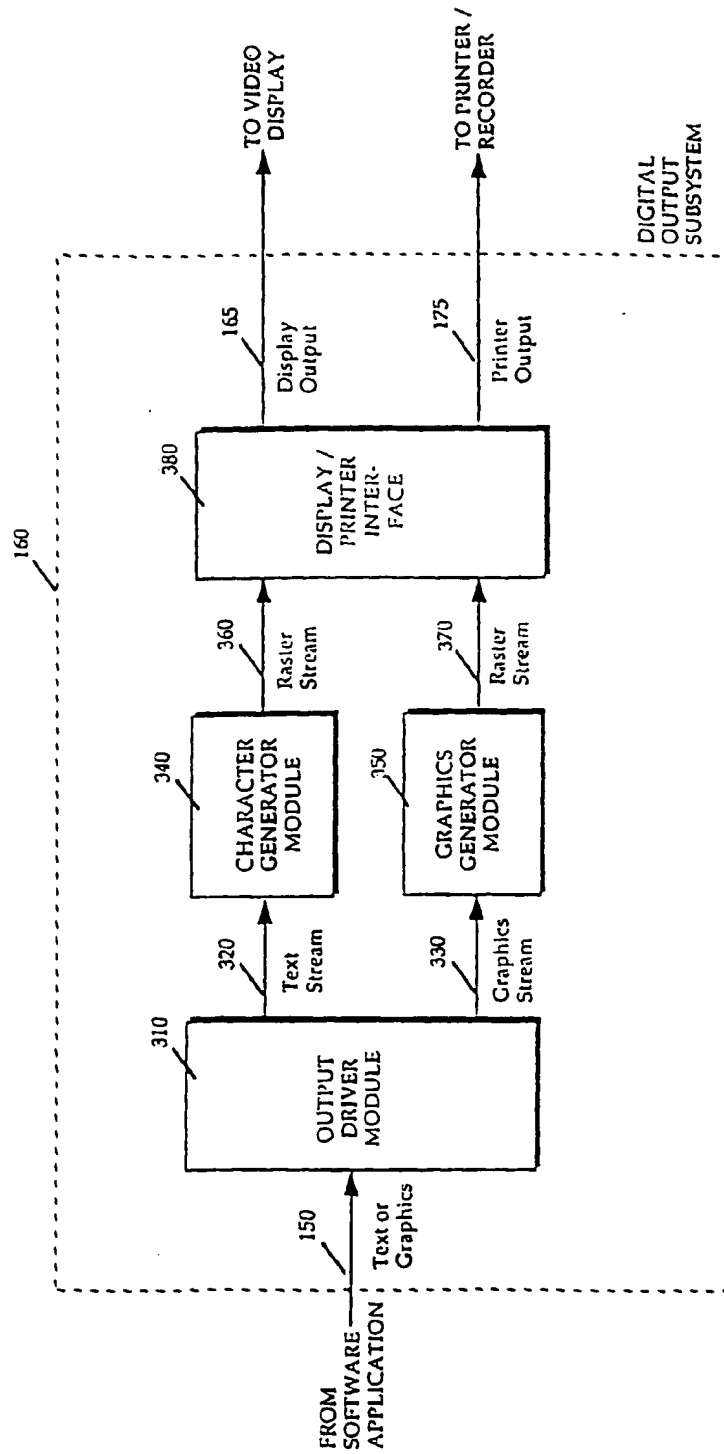 160
FROM
SOFTWARE
APPLICATION
150
Text or
Graphics
310
OUTPUT
DRIVER
MODULE
320
Text
Stream
330
Graphics
Stream
340
CHARACTER
GENERATOR
MODULE
350
GRAPHICS
GENERATOR
MODULE
360
Raster
Stream
370
Raster
Stream
380
DISPLAY /
PRINTER
INTER-
FACE
165
Display
Output
175
Printer
Output
TO VIDEO
DISPLAY
TO PRINTER /
RECORDER
DIGITAL
OUTPUT
SUBSYSTEM